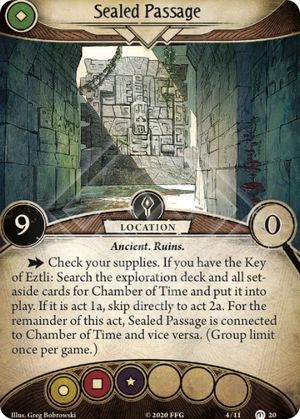 Sealed Passage
9
0
LOCATION
Ancient. Ruins.
Check your supplies. If you have the Key
of Eztli: Search the exploration deck and all set-
aside cards for Chamber of Time and put it into
play. If it is act 1a, skip directly to act 2a. For the
remainder of this act, Sealed Passage is connected
to Chamber of Time and vice versa. (Group limit
once per game.)
Illus. Greg Bobrowski
© 2020 FFG
4/11
20